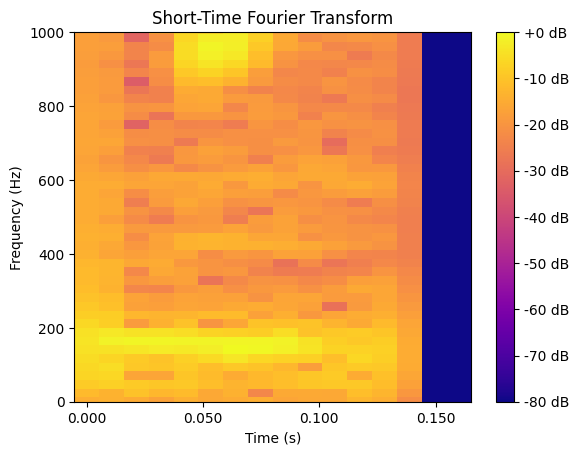 Short-Time Fourier Transform
1000
800
600
400
200
0
Frequency (Hz)
0.000
0.050
0.100
0.150
Time (s)
+0 dB
-10 dB
-20 dB
-30 dB
-40 dB
-50 dB
-60 dB
-70 dB
-80 dB